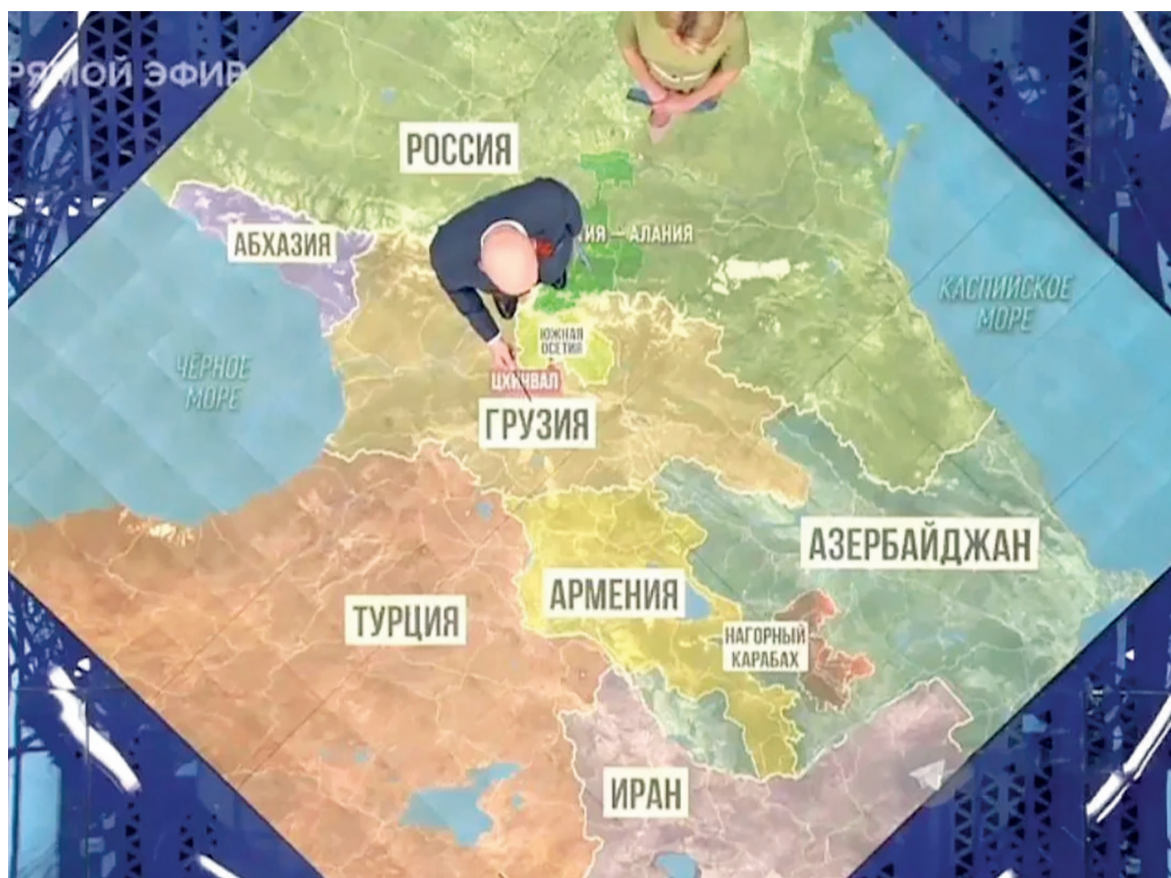 РЯМОЙ ЭФИР
РОССИЯ
ТИЯ — АЛАНИЯ
АБХАЗИЯ
КАСПИЙСКОЕ
МОРЕ
ЮЖНАЯ
ОСЕТИЯ
ЧЁРНОЕ
МОРЕ
ЦХИНВАЛ
ГРУЗИЯ
АЗЕРБАЙДЖАН
АРМЕНИЯ
ТУРЦИЯ
НАГОРНЫЙ
КАРАБАХ
ИРАН